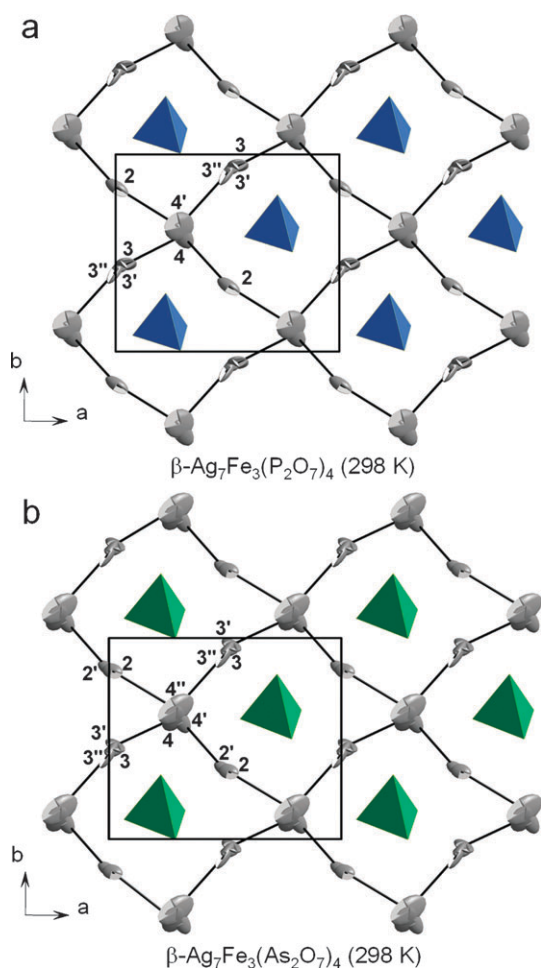 a
3
2 3" 3'
4'
3 4
3" 3' 2
b
a
β-Ag₇Fe₃(P₂O₇)₄ (298 K)
b
3'
2 3" 3
2' 4"
3' 4'
3" 3 4 2'
2
b
a
β-Ag₇Fe₃(As₂O₇)₄ (298 K)